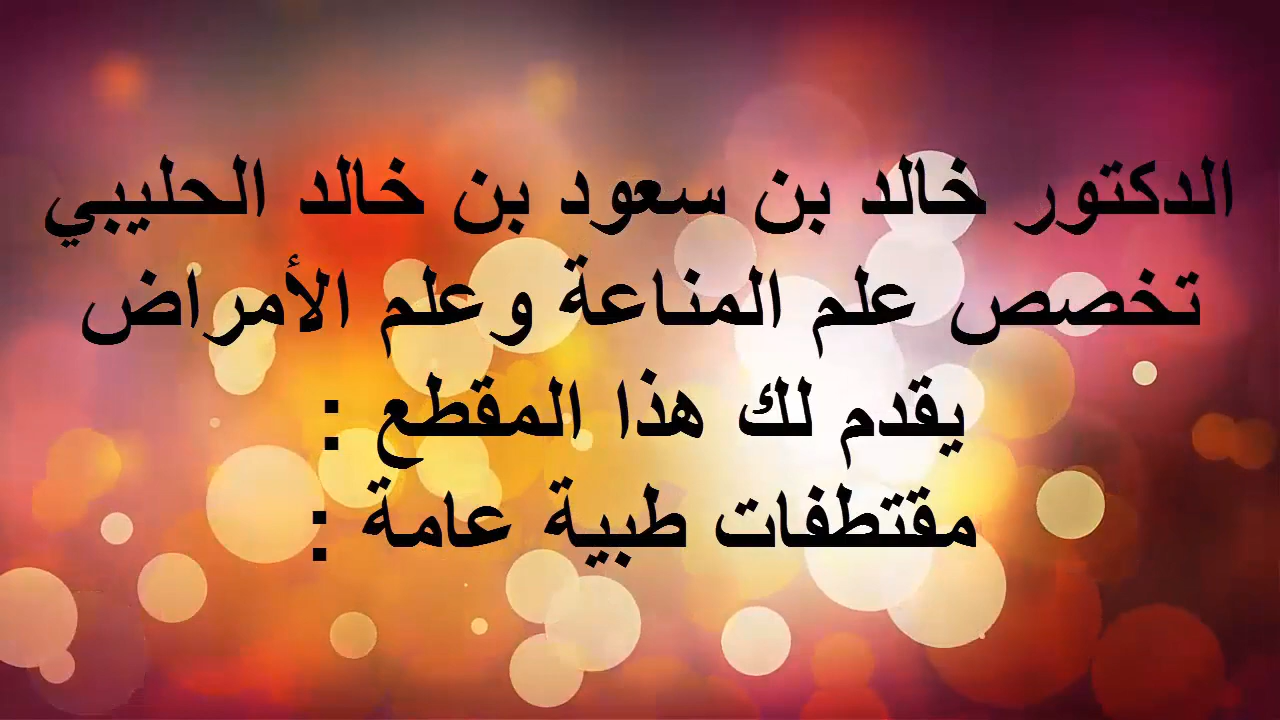 الدكتور خالد بن سعود بن خالد الحليبي
تخصص علم المناعة وعلم الأمراض
يقدم لك هذا المقطع :
مقتطفات طبية عامة :